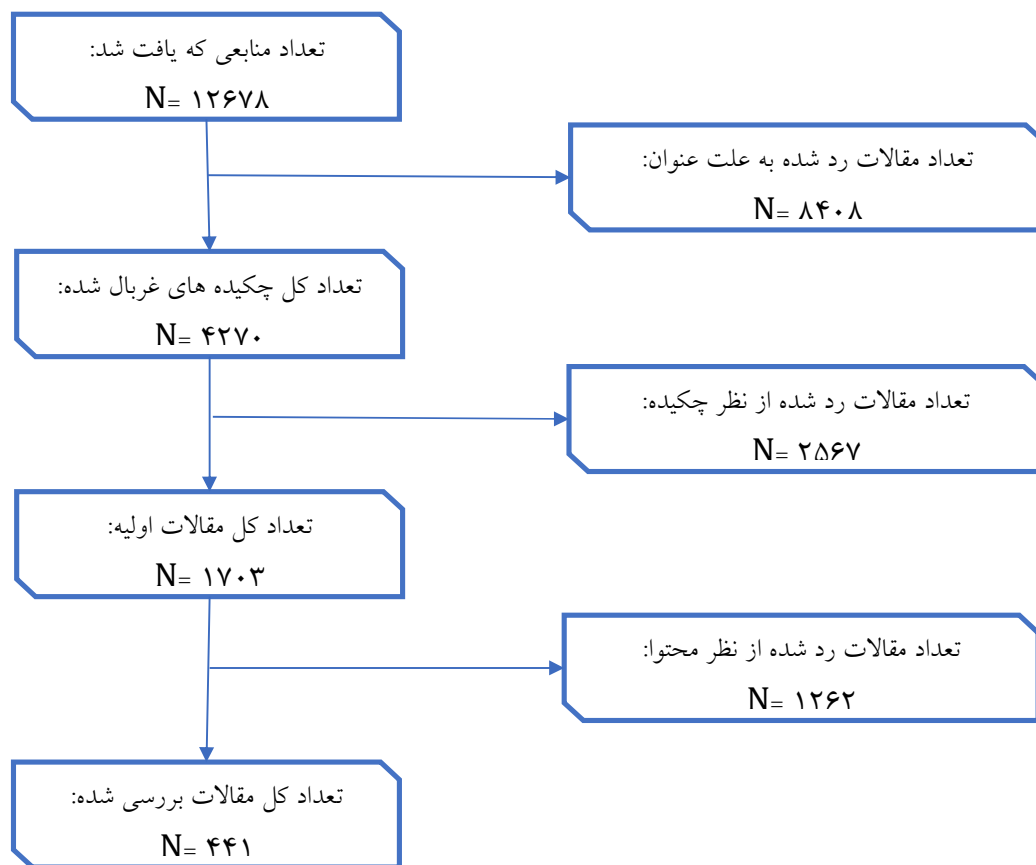 تعداد منابعی که یافت شد:
N= ۱۲۶۷۸
تعداد مقالات رد شده به علت عنوان:
N= ۸۴۰۸
تعداد کل چکیده های غربال شده:
N= ۴۲۷۰
تعداد مقالات رد شده از نظر چکیده:
N= ۲۵۶۷
تعداد کل مقالات اولیه:
N= ۱۷۰۳
تعداد مقالات رد شده از نظر محتوا:
N= ۱۲۶۲
تعداد کل مقالات بررسی شده:
N= ۴۴۱